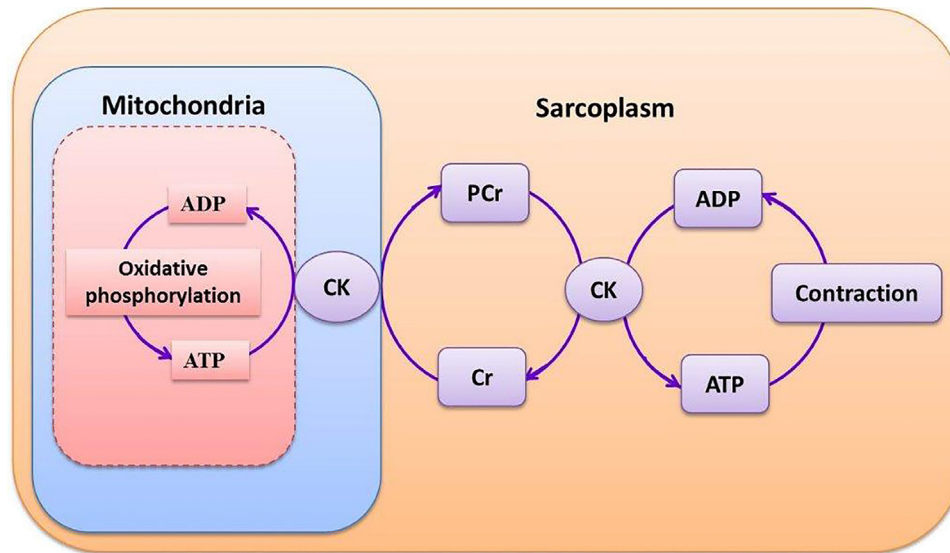 Mitochondria
Sarcoplasm
ADP
Oxidative
phosphorylation
ATP
CK
PCr
Cr
CK
ADP
Contraction
ATP